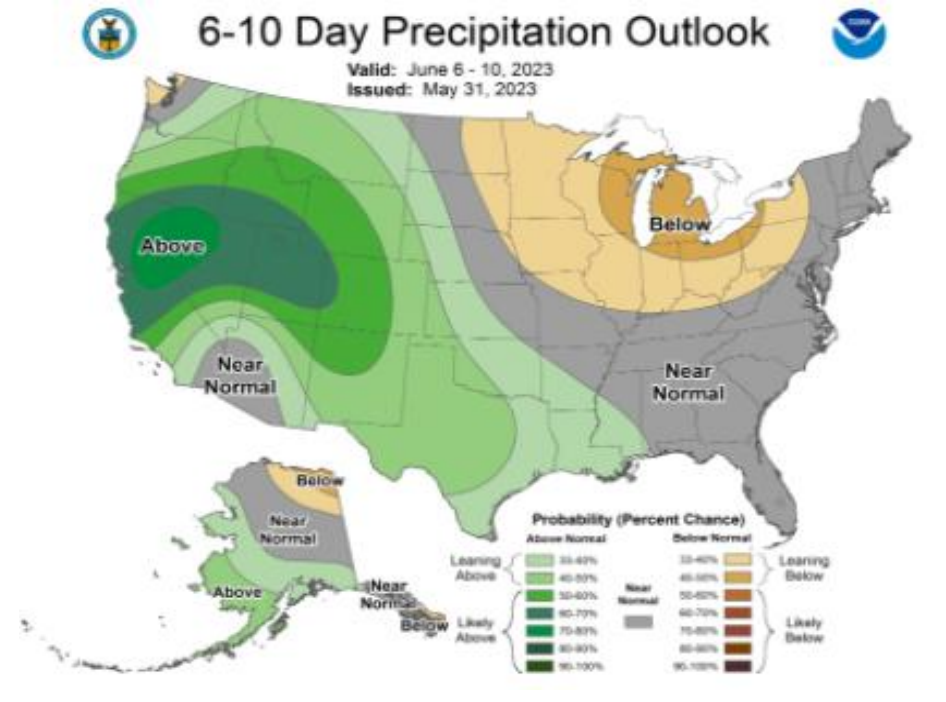 6-10 Day Precipitation Outlook
Valid: June 6 - 10, 2023
Issued: May 31, 2023
Above
Below
Near
Normal
Near
Normal
Below
Near
Normal
Above
Near
Normal
Below
Probability (Percent Chance)
Above Normal
Below Normal
Leaning
Above
33-40%
40-50%
Likely
Above
50-60%
60-70%
70-80%
80-90%
90-100%
Near
Normal
33-40%
40-50%
Leaning
Below
50-60%
60-70%
70-80%
80-90%
90-100%
Likely
Below